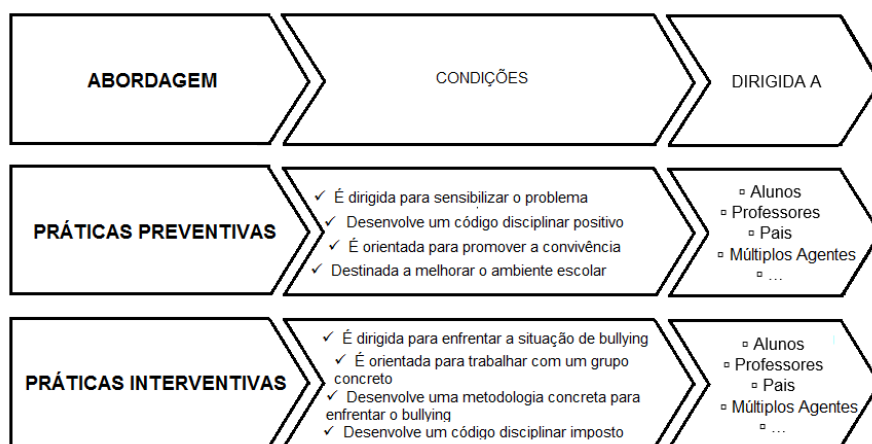 ABORDAGEM
CONDIÇÕES
DIRIGIDA A
PRÁTICAS PREVENTIVAS
✓ É dirigida para sensibilizar o problema
✓ Desenvolve um código disciplinar positivo
✓ É orientada para promover a convivência
✓ Destinada a melhorar o ambiente escolar
▫ Alunos
▫ Professores
▫ Pais
▫ Múltiplos Agentes
▫ ...
PRÁTICAS INTERVENTIVAS
✓ É dirigida para enfrentar a situação de bullying
✓ É orientada para trabalhar com um grupo
concreto
✓ Desenvolve uma metodologia concreta para
enfrentar o bullying
✓ Desenvolve um código disciplinar imposto
▫ Alunos
▫ Professores
▫ Pais
▫ Múltiplos Agentes
▫ ...